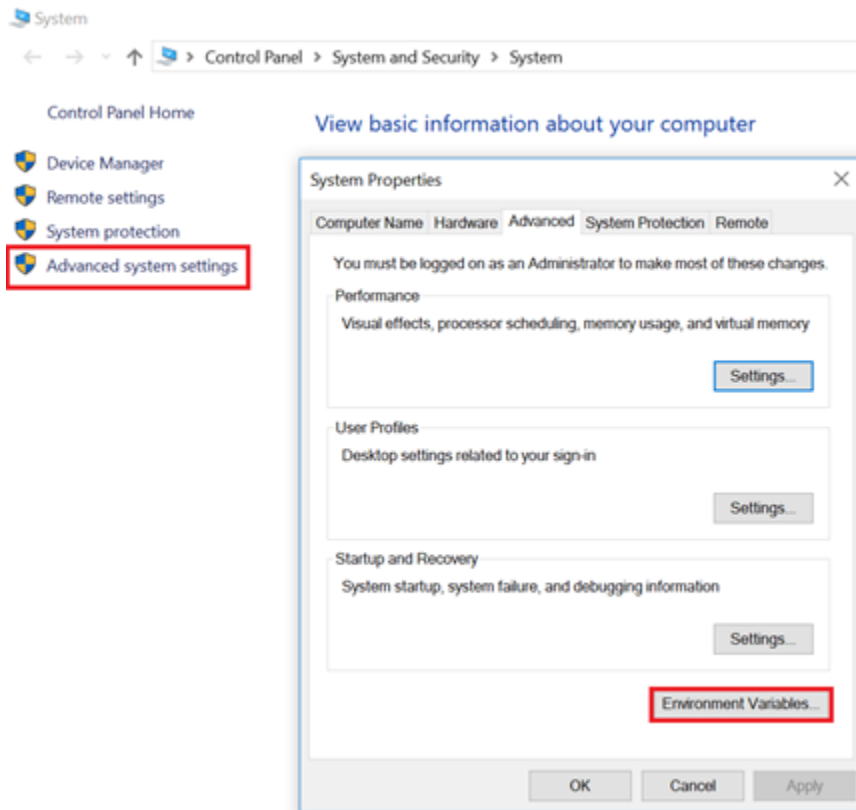 System
Control Panel > System and Security > System
Control Panel Home
View basic information about your computer
Device Manager
Remote settings
System protection
Advanced system settings
System Properties
Computer Name Hardware Advanced System Protection Remote
You must be logged on as an Administrator to make most of these changes.
Performance
Visual effects, processor scheduling, memory usage, and virtual memory
Settings...
User Profiles
Desktop settings related to your sign-in
Settings...
Startup and Recovery
System startup, system failure, and debugging information
Settings...
Environment Variables...
OK Cancel Apply